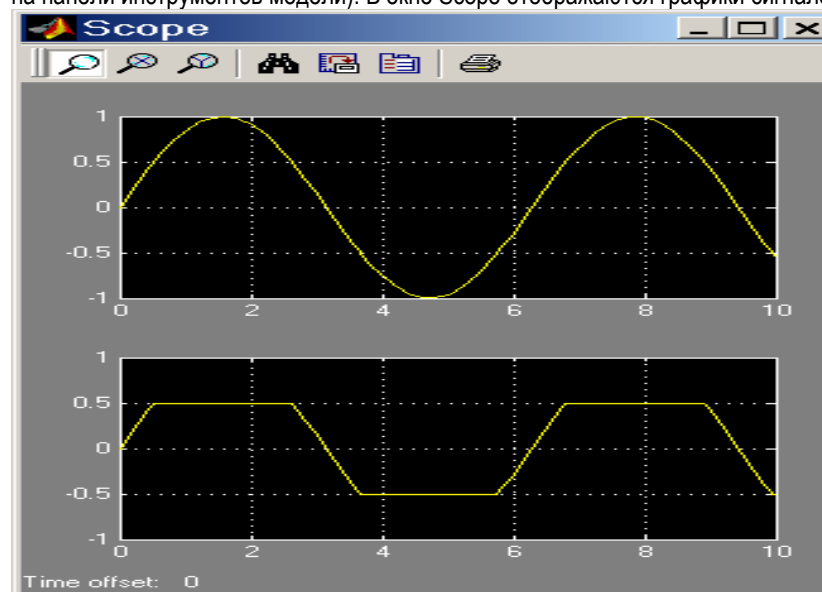 на панели инструментов модели). В окне Scope отображаются графики сигнало
Scope
1
0.5
0
-0.5
-1
0 2 4 6 8 10
1
0.5
0
-0.5
-1
0 2 4 6 8 10
Time offset: 0